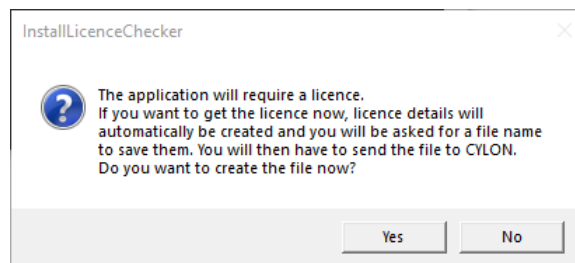 InstallLicenceChecker
The application will require a licence.
If you want to get the licence now, licence details will
automatically be created and you will be asked for a file name
to save them. You will then have to send the file to CYLON.
Do you want to create the file now?
Yes
No